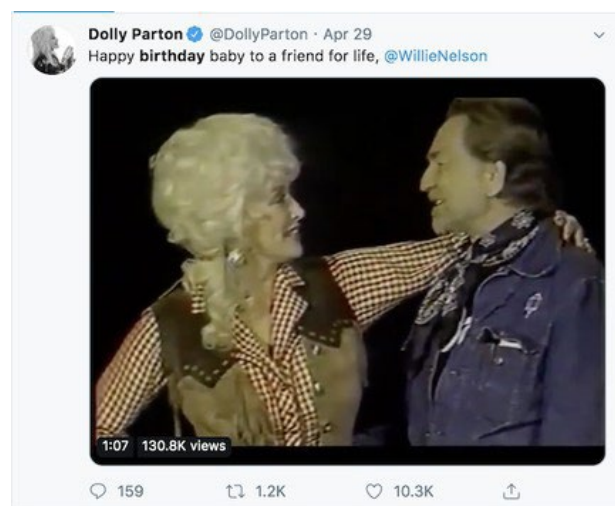 Dolly Parton @DollyParton · Apr 29
Happy birthday baby to a friend for life, @WillieNelson
1:07 130.8K views
159 1.2K 10.3K